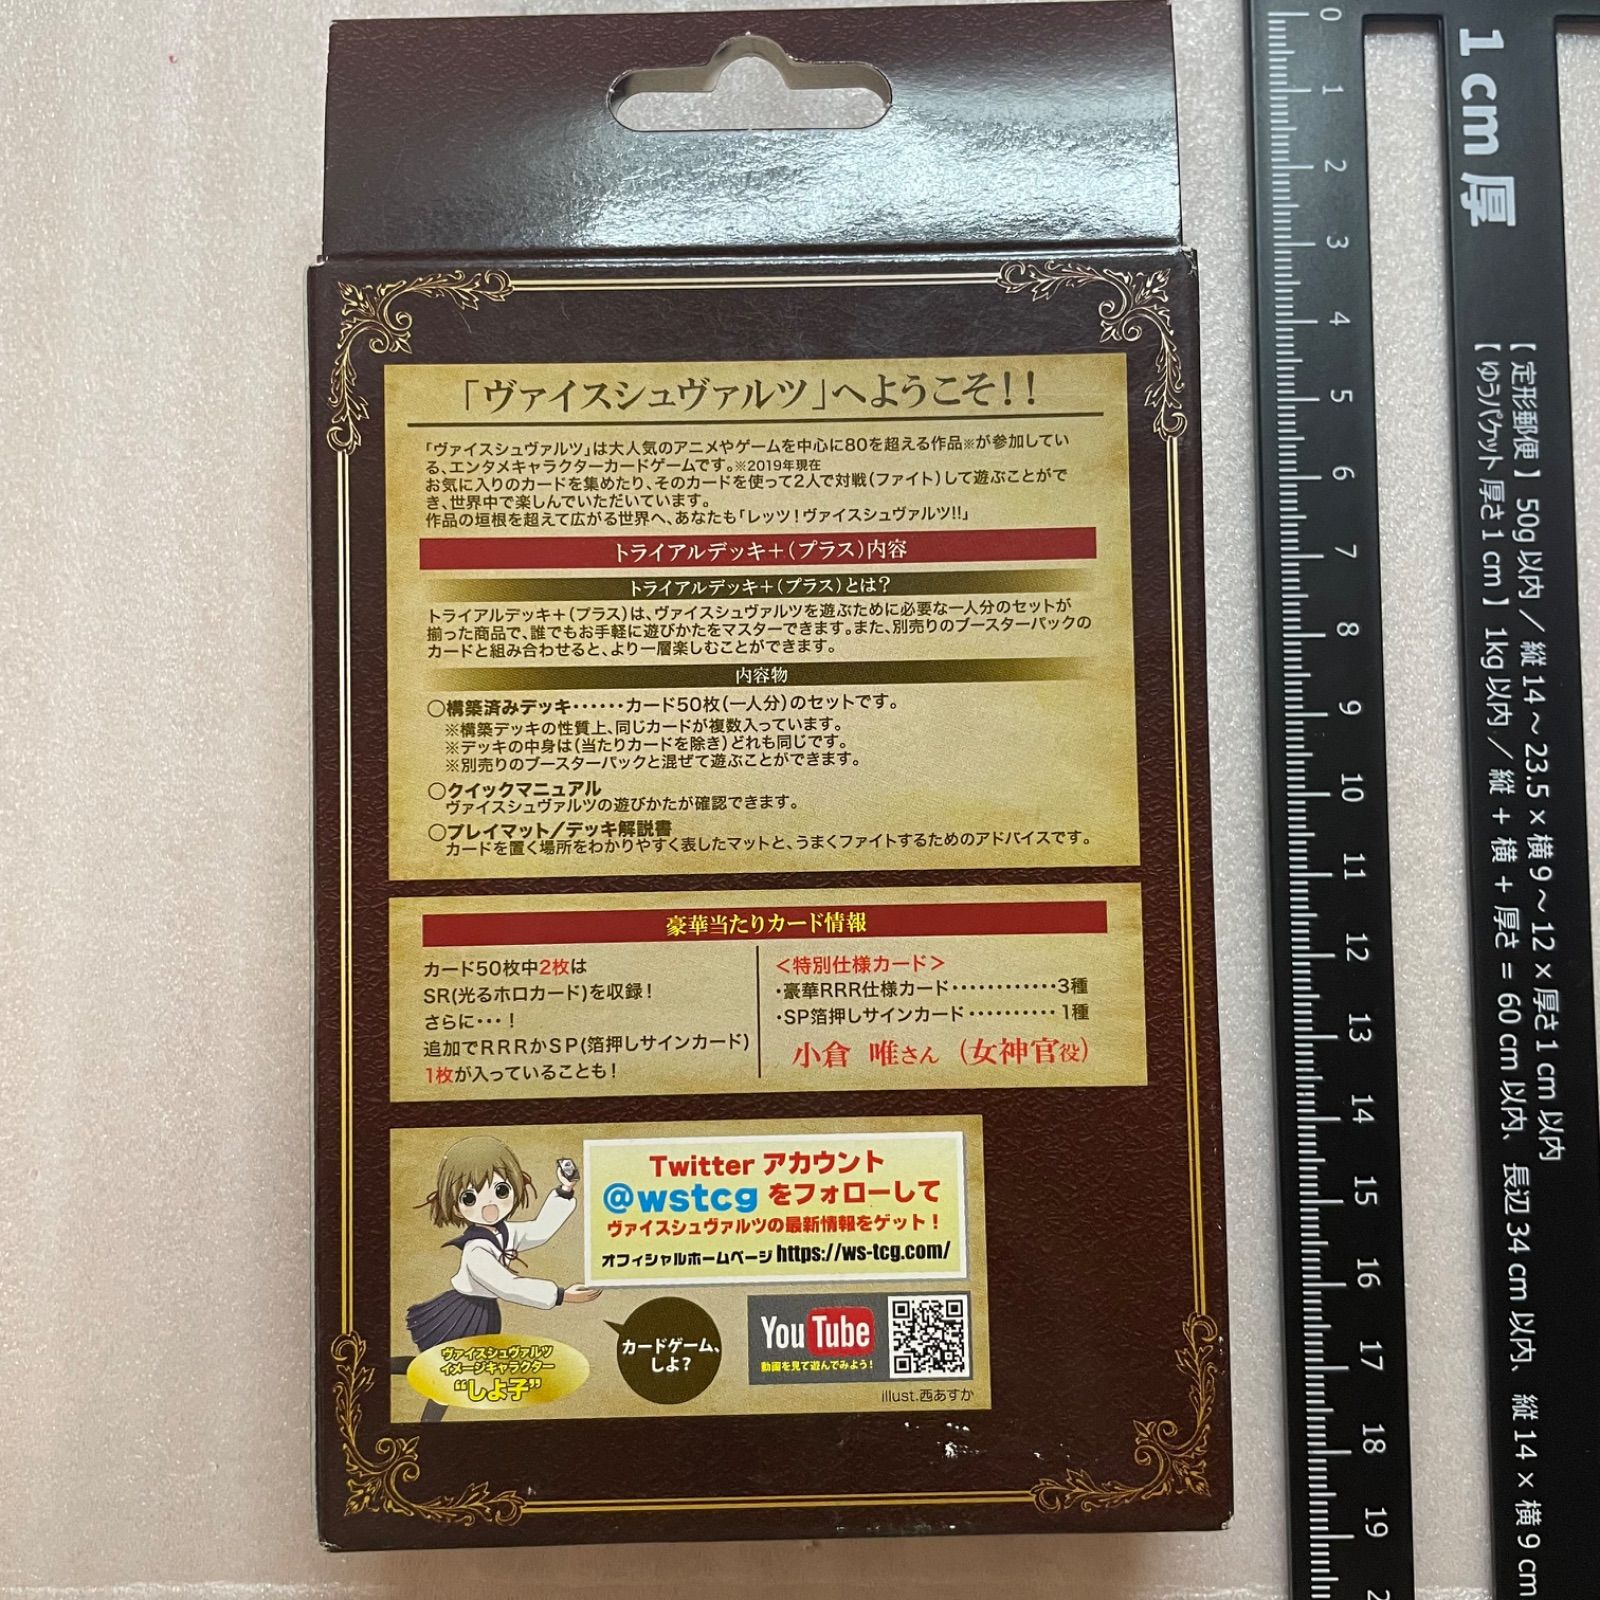 「ヴァイスシュヴァルツ」へようこそ!!
「ヴァイスシュヴァルツ」は大人気のアニメやゲームを中心に80を超える作品※が参加してい
る、エンタメキャラクターカードゲームです。※2019年現在
お気に入りのカードを集めたり、そのカードを使って2人で対戦(ファイト)して遊ぶことがで
き、世界中で楽しんでいただいています。
作品の垣根を超えて広がる世界へ、あなたも「レッツ!ヴァイスシュヴァルツ!!」
トライアルデッキ+(プラス)内容
トライアルデッキ+(プラス)とは?
トライアルデッキ+(プラス)は、ヴァイスシュヴァルツを遊ぶために必要な一人分のセットが
揃った商品で、誰でもお手軽に遊びかたをマスターできます。また、別売りのブースターパックの
カードと組み合わせると、より一層楽しむことができます。
内容物
○構築済みデッキ・・・・・・カード50枚(一人分)のセットです。
※構築デッキの性質上、同じカードが複数入っています。
※デッキの中身は(当たりカードを除き)どれも同じです。
※別売りのブースターパックと混ぜて遊ぶことができます。
○クイックマニュアル
ヴァイスシュヴァルツの遊びかたが確認できます。
○プレイマット/デッキ解説書
カードを置く場所をわかりやすく表したマットと、うまくファイトするためのアドバイスです。
豪華当たりカード情報
カード50枚中2枚は
SR(光るホロカード)を収録!
さらに・・・!
追加でRRRかSP(箔押しサインカード)
1枚が入っていることも!
<特別仕様カード>
・豪華RRR仕様カード・・・・・・・・・・・・3種
・SP箔押しサインカード・・・・・・・・・・1種
小倉 唯さん (女神官役)
Twitter アカウント
@wstcg をフォローして
ヴァイスシュヴァルツの最新情報をゲット!
オフィシャルホームページ https://ws-tcg.com/
カードゲーム、
しよ?
YouTube
動画を見て遊んでみよう!
ヴァイスシュヴァルツ
イメージキャラクター
"しよ子"
illust.西あすか
0
1
2
3
4
5
6
7
8
9
10
11
12
13
14
15
16
17
18
19
1cm 厚
【定形郵便】50g以内/縦14〜23.5×横9〜12×厚さ1cm以内
【ゆうパケット厚さ1cm】1kg以内/縦+横+厚さ=60cm以内、長辺34cm以内、縦14×横9cm